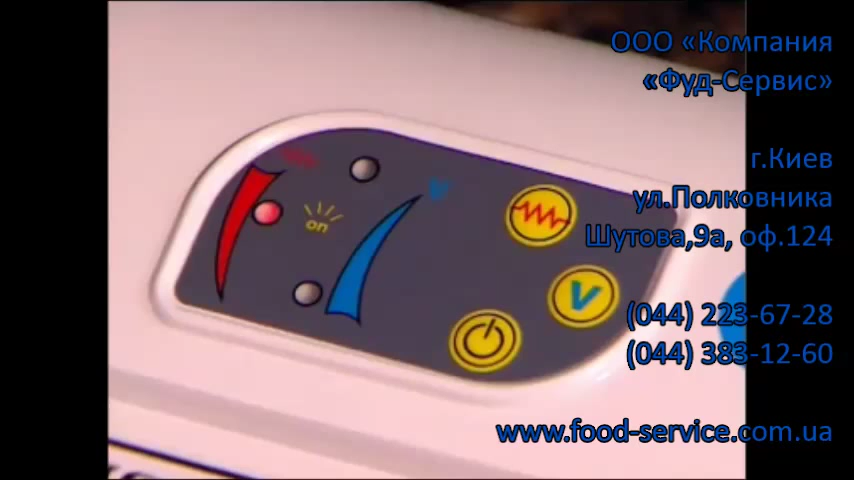 ООО «Компания
«Фуд-Сервис»
г.Киев
ул.Полковника
Шутова,9а, оф.124
(044) 223-67-28
(044) 383-12-60
www.food-service.com.ua
on
V
V